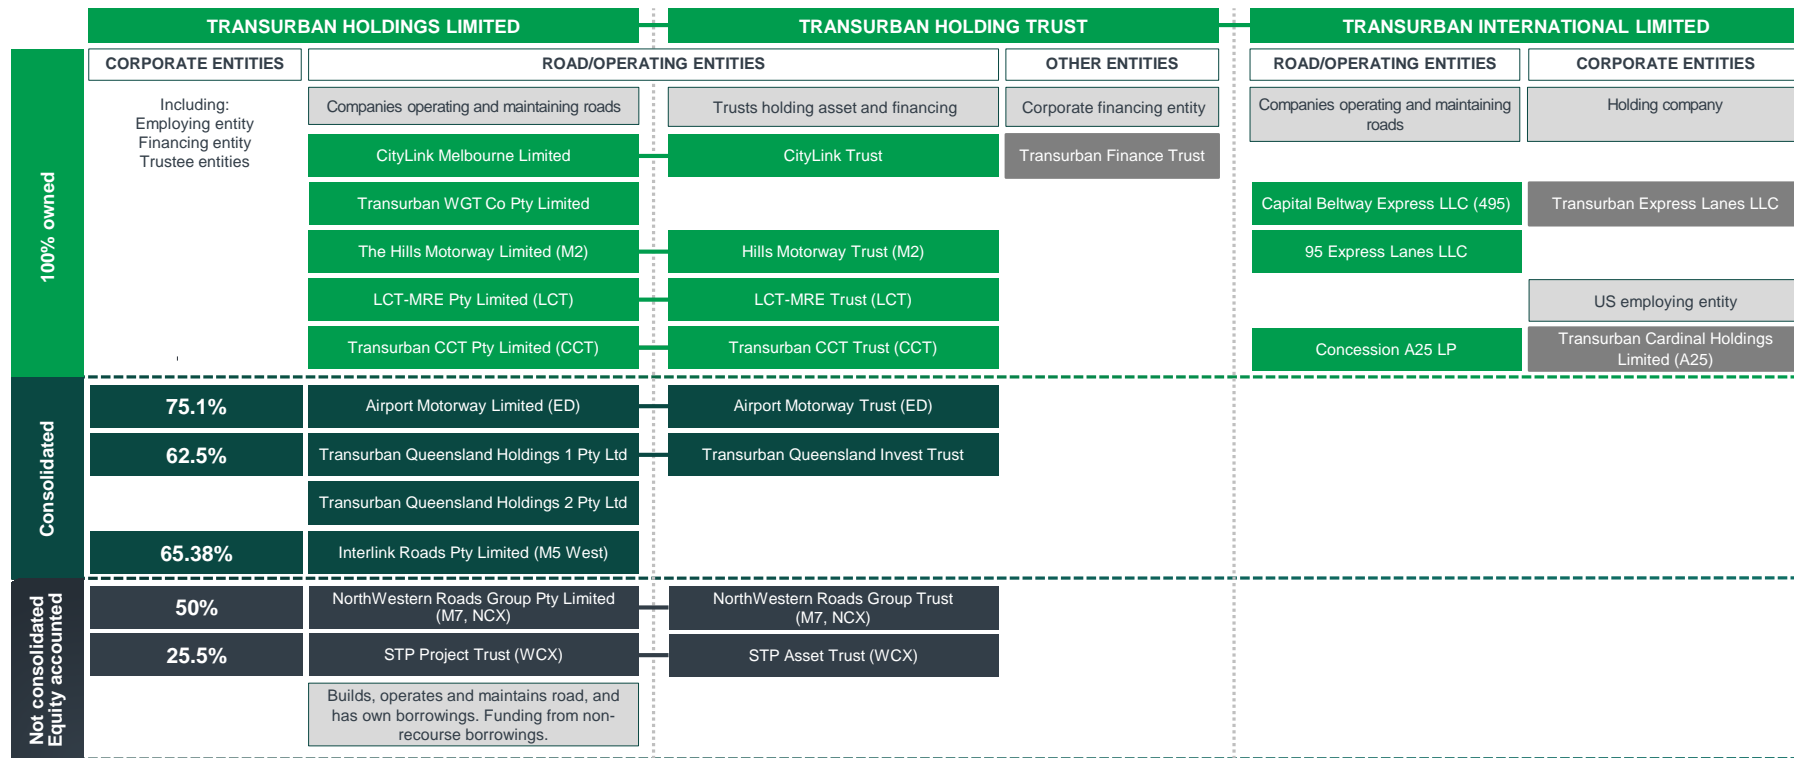 TRANSURBAN HOLDINGS LIMITED
TRANSURBAN HOLDING TRUST
TRANSURBAN INTERNATIONAL LIMITED
CORPORATE ENTITIES
ROAD/OPERATING ENTITIES
OTHER ENTITIES
ROAD/OPERATING ENTITIES
CORPORATE ENTITIES
100% owned
Including:
Employing entity
Financing entity
Trustee entities
Companies operating and maintaining roads
Trusts holding asset and financing
Corporate financing entity
Companies operating and maintaining
roads
Holding company
CityLink Melbourne Limited
CityLink Trust
Transurban Finance Trust
Transurban WGT Co Pty Limited
Capital Beltway Express LLC (495)
Transurban Express Lanes LLC
The Hills Motorway Limited (M2)
Hills Motorway Trust (M2)
95 Express Lanes LLC
LCT-MRE Pty Limited (LCT)
LCT-MRE Trust (LCT)
US employing entity
Transurban CCT Pty Limited (CCT)
Transurban CCT Trust (CCT)
Concession A25 LP
Transurban Cardinal Holdings
Limited (A25)
Consolidated
75.1%
Airport Motorway Limited (ED)
Airport Motorway Trust (ED)
62.5%
Transurban Queensland Holdings 1 Pty Ltd
Transurban Queensland Invest Trust
Transurban Queensland Holdings 2 Pty Ltd
65.38%
Interlink Roads Pty Limited (M5 West)
Not consolidated
Equity accounted
50%
NorthWestern Roads Group Pty Limited
(M7, NCX)
NorthWestern Roads Group Trust
(M7, NCX)
25.5%
STP Project Trust (WCX)
STP Asset Trust (WCX)
Builds, operates and maintains road, and
has own borrowings. Funding from non-
recourse borrowings.